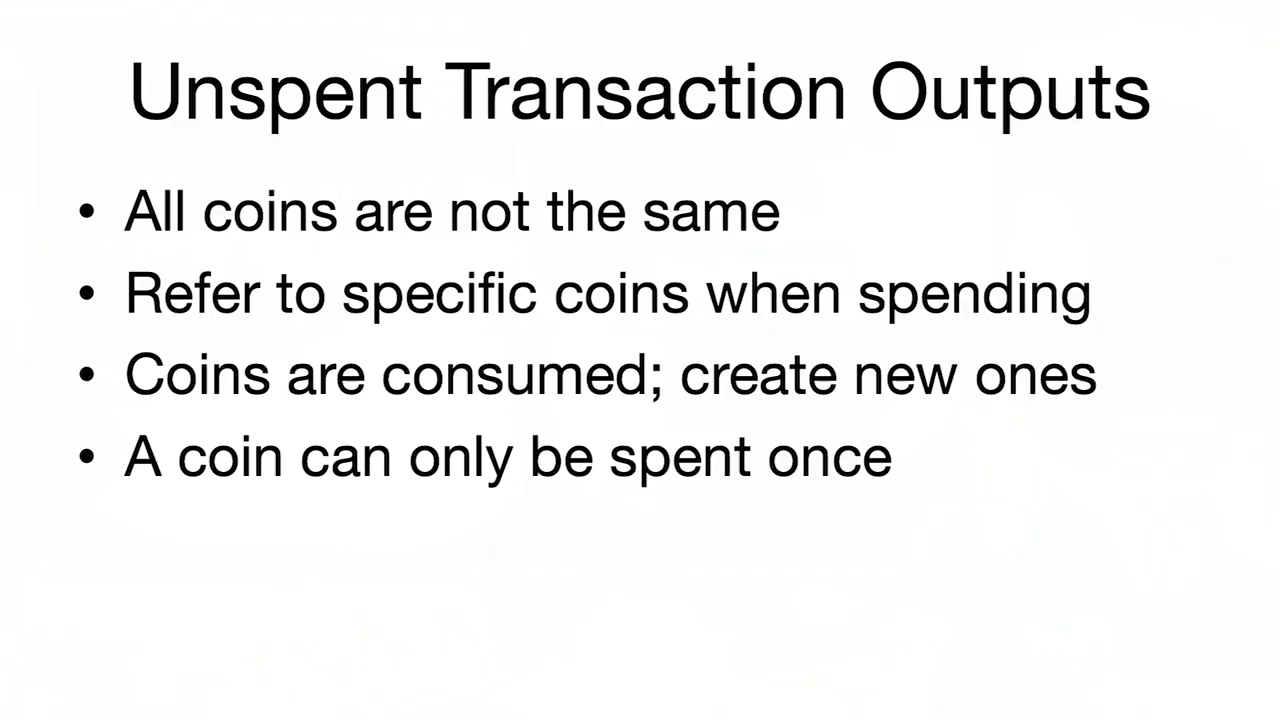 Unspent Transaction Outputs
• All coins are not the same
• Refer to specific coins when spending
• Coins are consumed; create new ones
• A coin can only be spent once